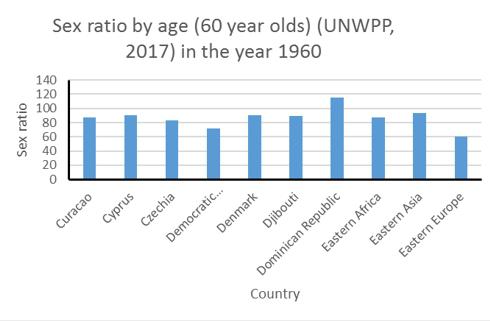 Sex ratio by age (60 year olds) (UNWPP,
2017) in the year 1960
140
120
100
80
60
40
20
0
Sex ratio
Curacao
Cyprus
Czechia
Democratic...
Denmark
Djibouti
Dominican Republic
Eastern Africa
Eastern Asia
Eastern Europe
Country